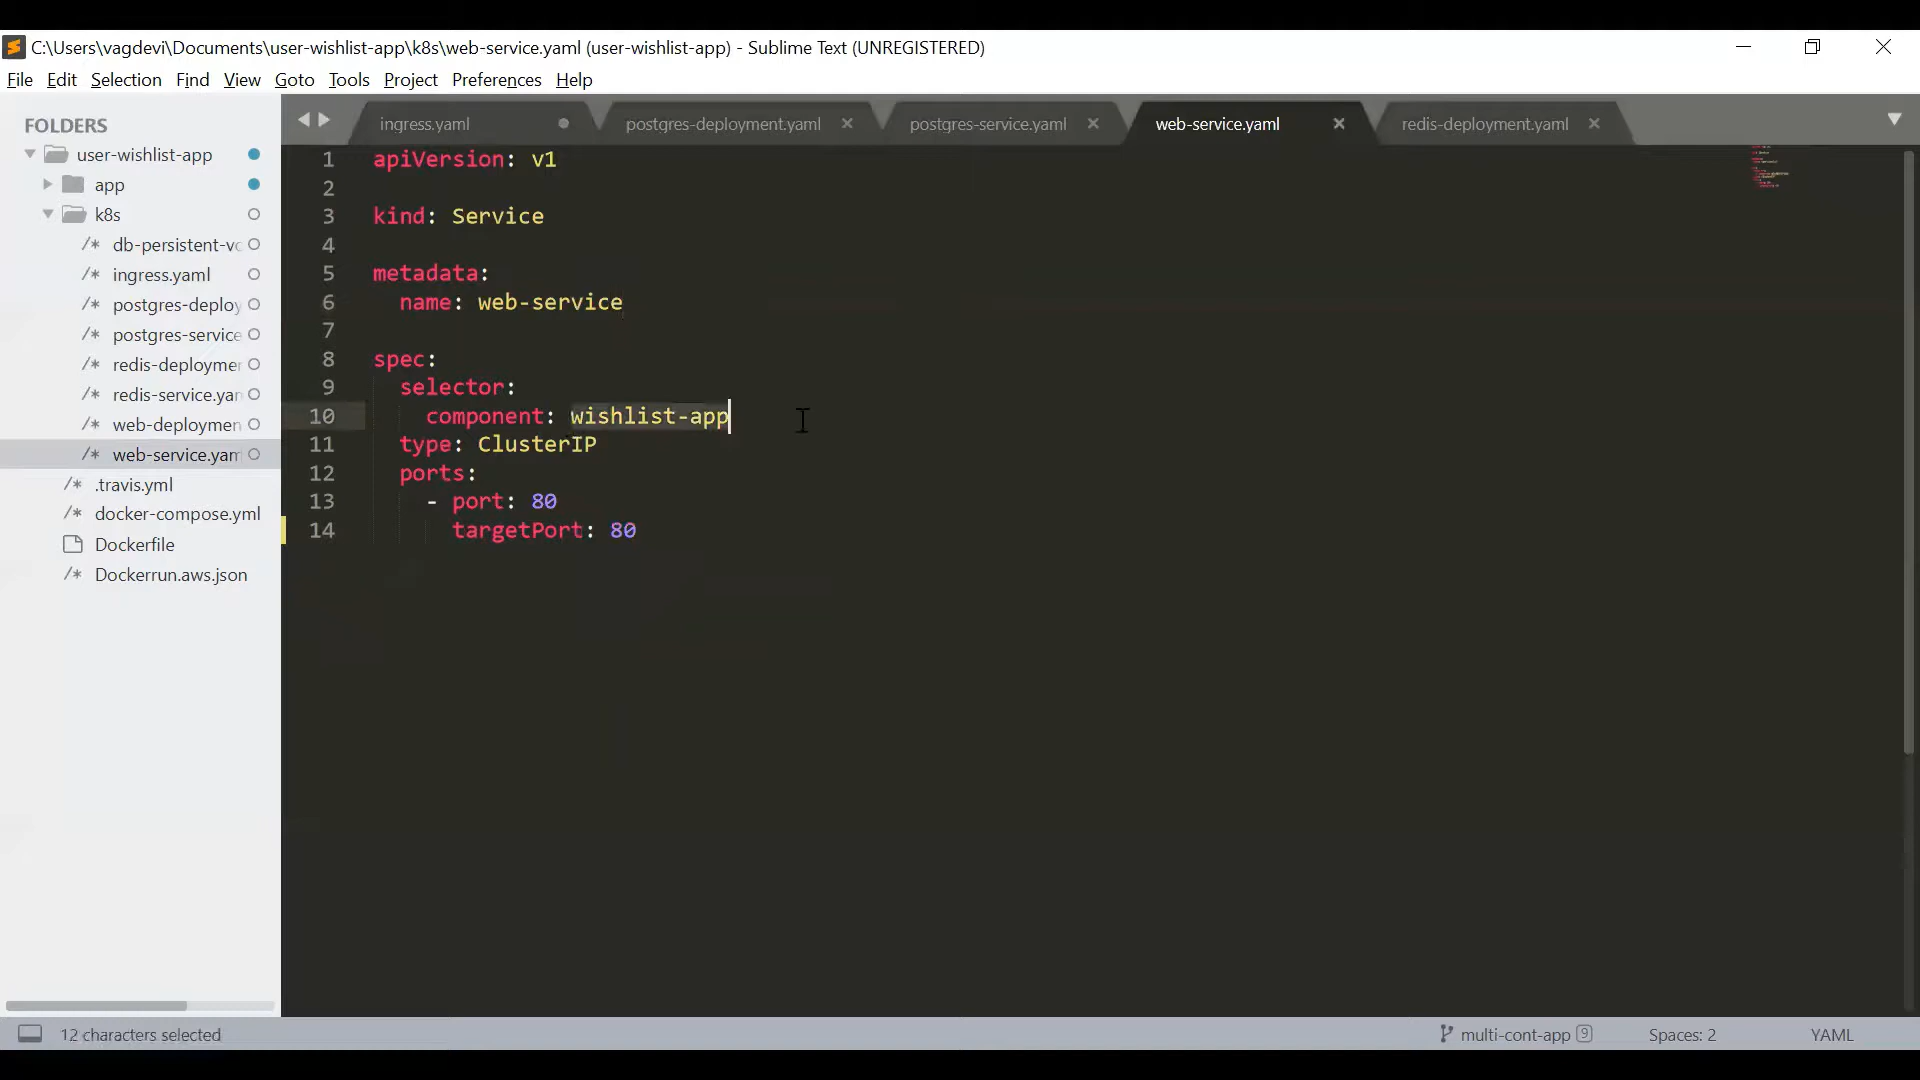 C:\Users\vagdevi\Documents\user-wishlist-app\k8s\web-service.yaml (user-wishlist-app) - Sublime Text (UNREGISTERED)
File Edit Selection Find View Goto Tools Project Preferences Help
FOLDERS
user-wishlist-app
app
k8s
/* db-persistent-vo
/* ingress.yaml
/* postgres-deploy
/* postgres-service
/* redis-deploymen
/* redis-service.yam
/* web-deploymen
/* web-service.yam
/* .travis.yml
/* docker-compose.yml
Dockerfile
/* Dockerrun.aws.json
ingress.yaml postgres-deployment.yaml postgres-service.yaml web-service.yaml redis-deployment.yaml
1 apiVersion: v1
2
3 kind: Service
4
5 metadata:
6 name: web-service
7
8 spec:
9 selector:
10 component: wishlist-app
11 type: ClusterIP
12 ports:
13 - port: 80
14 targetPort: 80
12 characters selected multi-cont-app 9 Spaces: 2 YAML